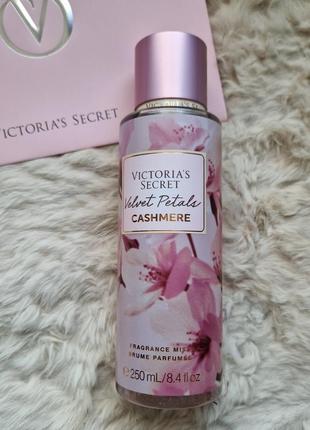 VICTORIA'S SECRET
VICTORIA'S
SECRET
Velvet Petals
CASHMERE
FRAGRANCE MIST
BRUME PARFUMÉE
e 250 mL/8.4 fl oz